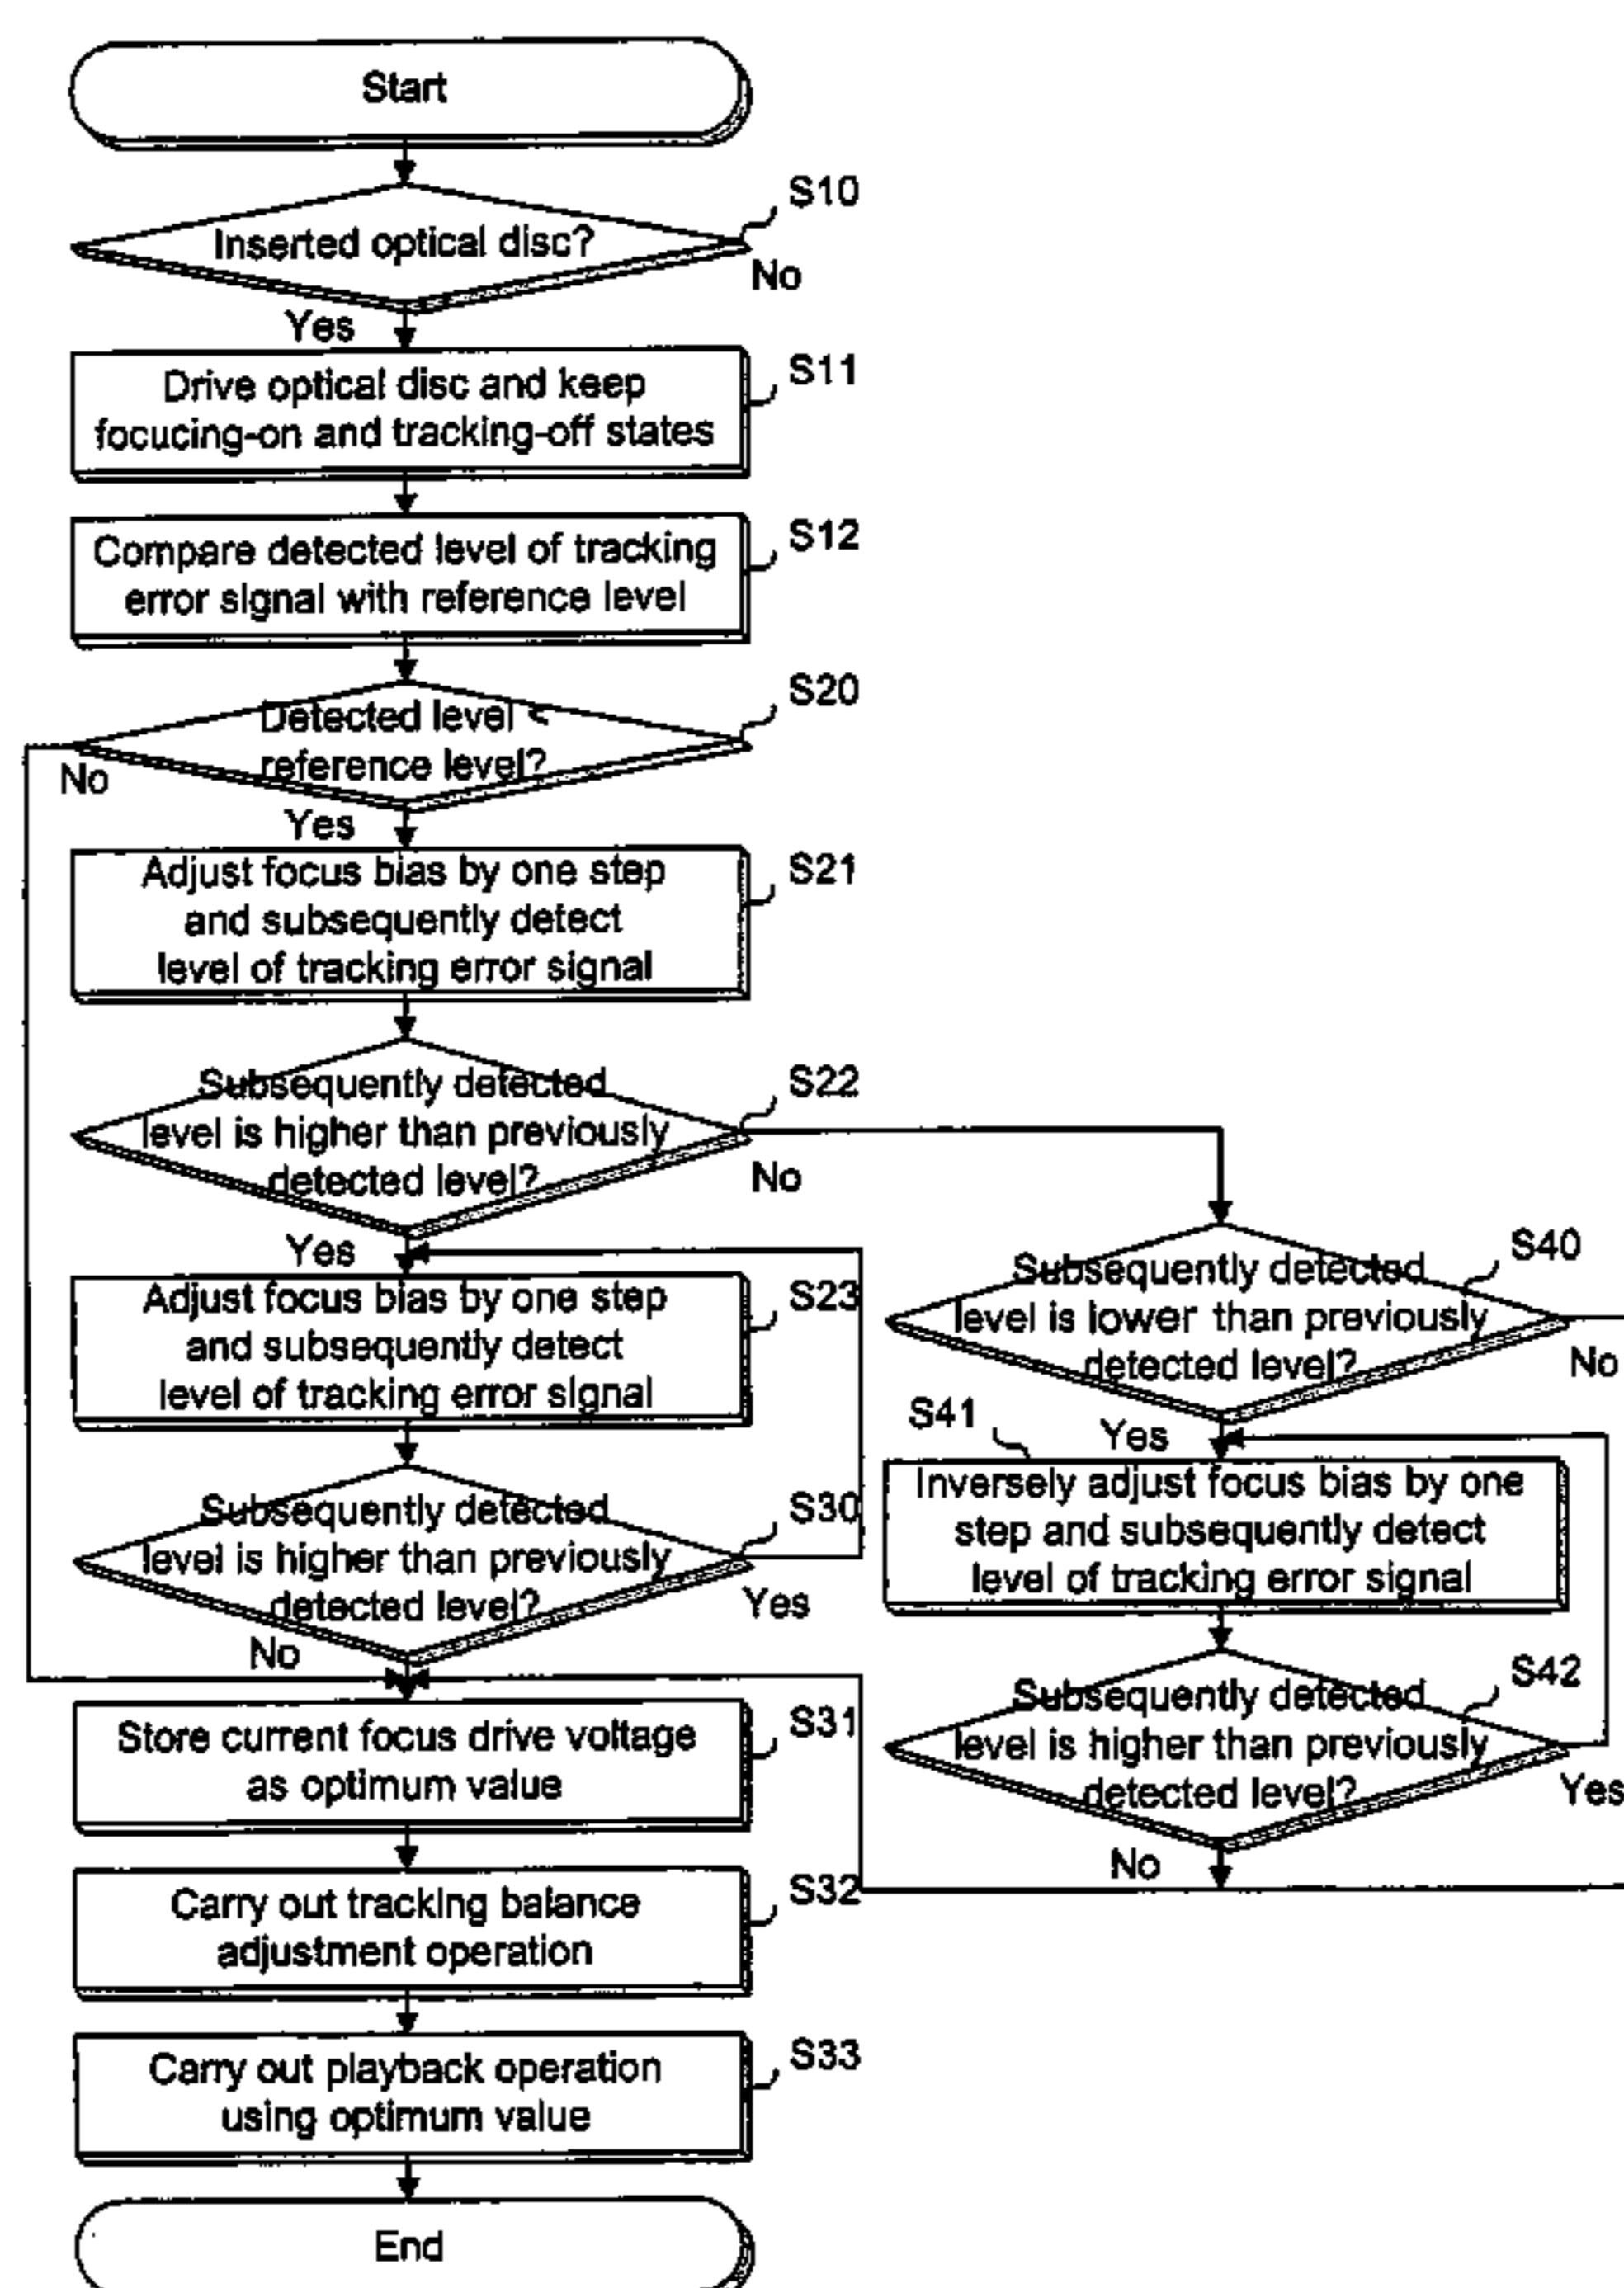 Start
S10
Inserted optical disc?
No
Yes
S11
Drive optical disc and keep
focucing-on and tracking-off states
S12
Compare detected level of tracking
error signal with reference level
S20
Detected level <
reference level?
No
Yes
S21
Adjust focus bias by one step
and subsequently detect
level of tracking error signal
S22
Subsequently detected
level is higher than previously
detected level?
No
Yes
S23
Adjust focus bias by one step
and subsequently detect
level of tracking error signal
S30
Subsequently detected
level is higher than previously
detected level?
Yes
No
S40
Subsequently detected
level is lower than previously
detected level?
No
S41
Yes
Inversely adjust focus bias by one
step and subsequently detect
level of tracking error signal
S42
Subsequently detected
level is higher than previously
detected level?
Yes
No
S31
Store current focus drive voltage
as optimum value
S32
Carry out tracking balance
adjustment operation
S33
Carry out playback operation
using optimum value
End